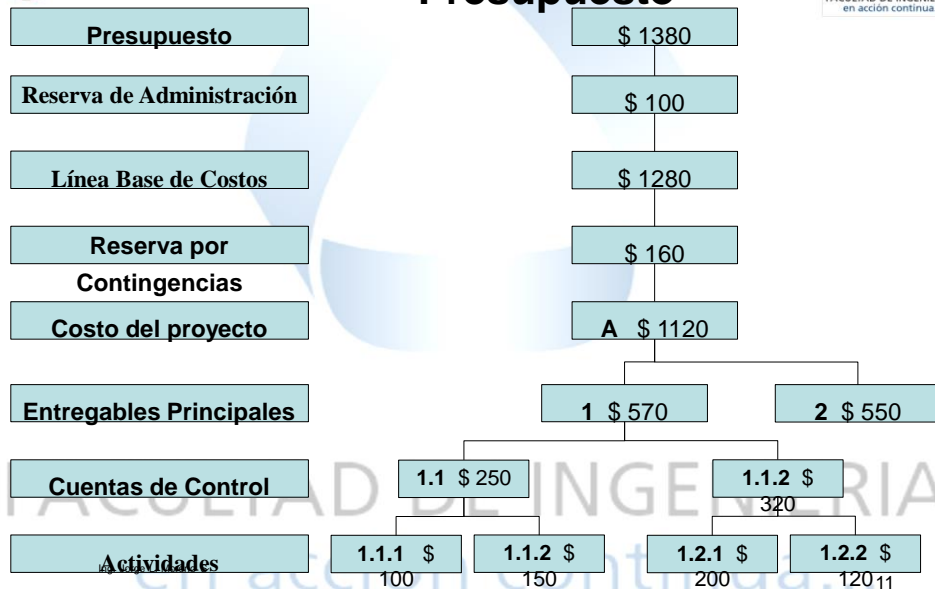 Presupuesto
FACULTAD DE INGENIERIA
en acción continua
Presupuesto
$ 1380
Reserva de Administración
$ 100
Línea Base de Costos
$ 1280
Reserva por
Contingencias
$ 160
Costo del proyecto
A $ 1120
Entregables Principales
1 $ 570
2 $ 550
Cuentas de Control
1.1 $ 250
1.1.2 $
320
FACULTAD DE INGENIERIA
Actividades
1.1.1 $
100
1.1.2 $
150
1.2.1 $
200
1.2.2 $
120
en acción continua
11